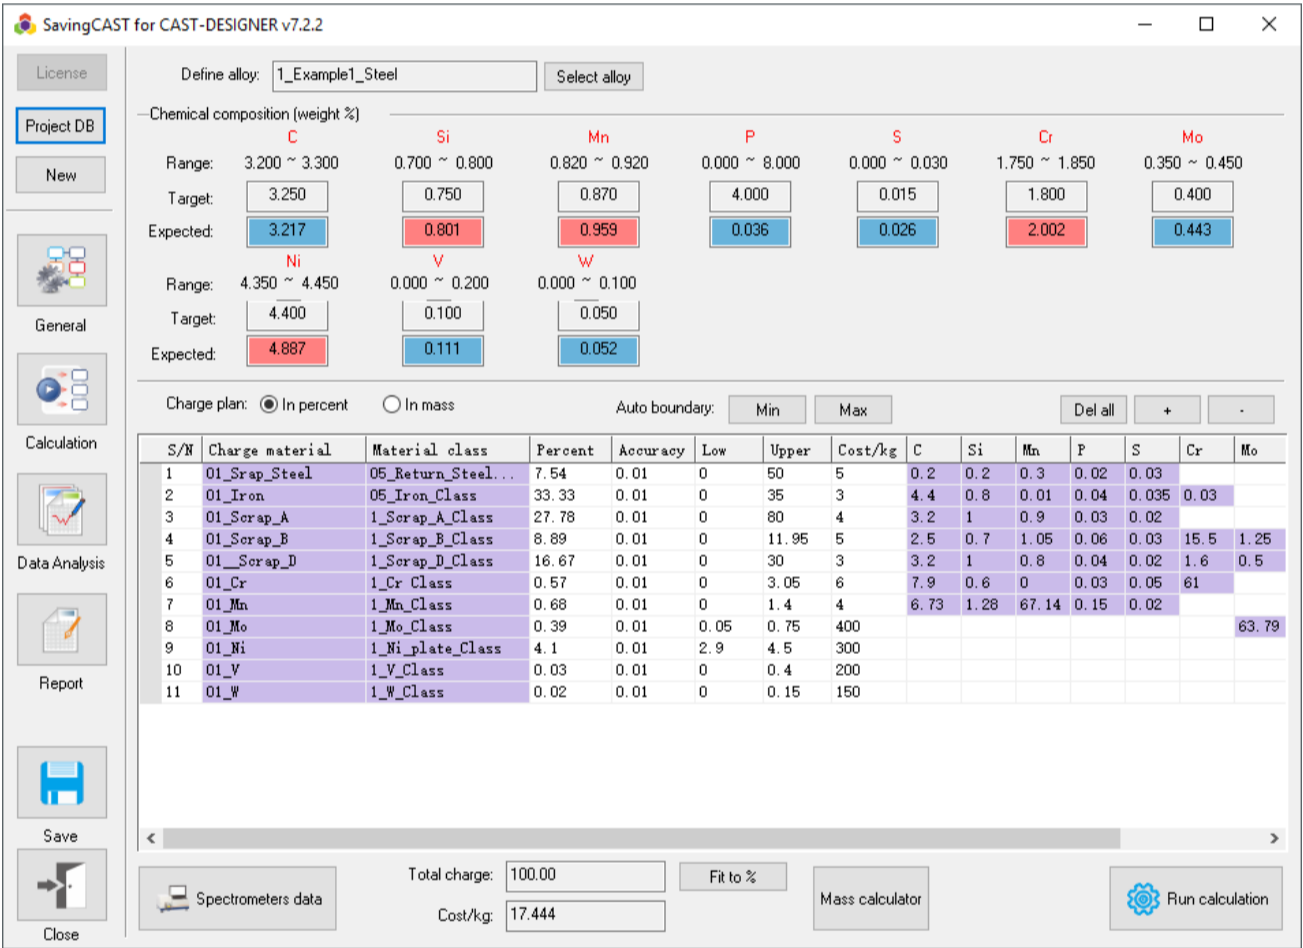 SavingCAST for CAST-DESIGNER v7.2.2
License
Project DB
New
General
Calculation
Data Analysis
Report
Save
Close
Define alloy: 1_Example1_Steel Select alloy
Chemical composition (weight %)
C Si Mn P S Cr Mo
Range: 3.200 ~ 3.300 0.700 ~ 0.800 0.820 ~ 0.920 0.000 ~ 8.000 0.000 ~ 0.030 1.750 ~ 1.850 0.350 ~ 0.450
Target: 3.250 0.750 0.870 4.000 0.015 1.800 0.400
Expected: 3.217 0.801 0.959 0.036 0.026 2.002 0.443
Ni V W
Range: 4.350 ~ 4.450 0.000 ~ 0.200 0.000 ~ 0.100
Target: 4.400 0.100 0.050
Expected: 4.887 0.111 0.052
Charge plan: In percent In mass Auto boundary: Min Max Del all + -
S/N Charge material Material class Percent Accuracy Low Upper Cost/kg C Si Mn P S Cr Mo
1 01_Srap_Steel 05_Return_Steel... 7.54 0.01 0 50 5 0.2 0.2 0.3 0.02 0.03
2 01_Iron 05_Iron_Class 33.33 0.01 0 35 3 4.4 0.8 0.01 0.04 0.035 0.03
3 01_Scrap_A 1_Scrap_A_Class 27.78 0.01 0 80 4 3.2 1 0.9 0.03 0.02
4 01_Scrap_B 1_Scrap_B_Class 8.89 0.01 0 11.95 5 2.5 0.7 1.05 0.06 0.03 15.5 1.25
5 01__Scrap_D 1_Scrap_D_Class 16.67 0.01 0 30 3 3.2 1 0.8 0.04 0.02 1.6 0.5
6 01_Cr 1_Cr Class 0.57 0.01 0 3.05 6 7.9 0.6 0 0.03 0.05 61
7 01_Mn 1_Mn_Class 0.68 0.01 0 1.4 4 6.73 1.28 67.14 0.15 0.02
8 01_Mo 1_Mo_Class 0.39 0.01 0.05 0.75 400 63.79
9 01_Ni 1_Ni_plate_Class 4.1 0.01 2.9 4.5 300
10 01_V 1_V_Class 0.03 0.01 0 0.4 200
11 01_W 1_W_Class 0.02 0.01 0 0.15 150
Spectrometers data
Total charge: 100.00 Fit to %
Cost/kg: 17.444
Mass calculator
Run calculation